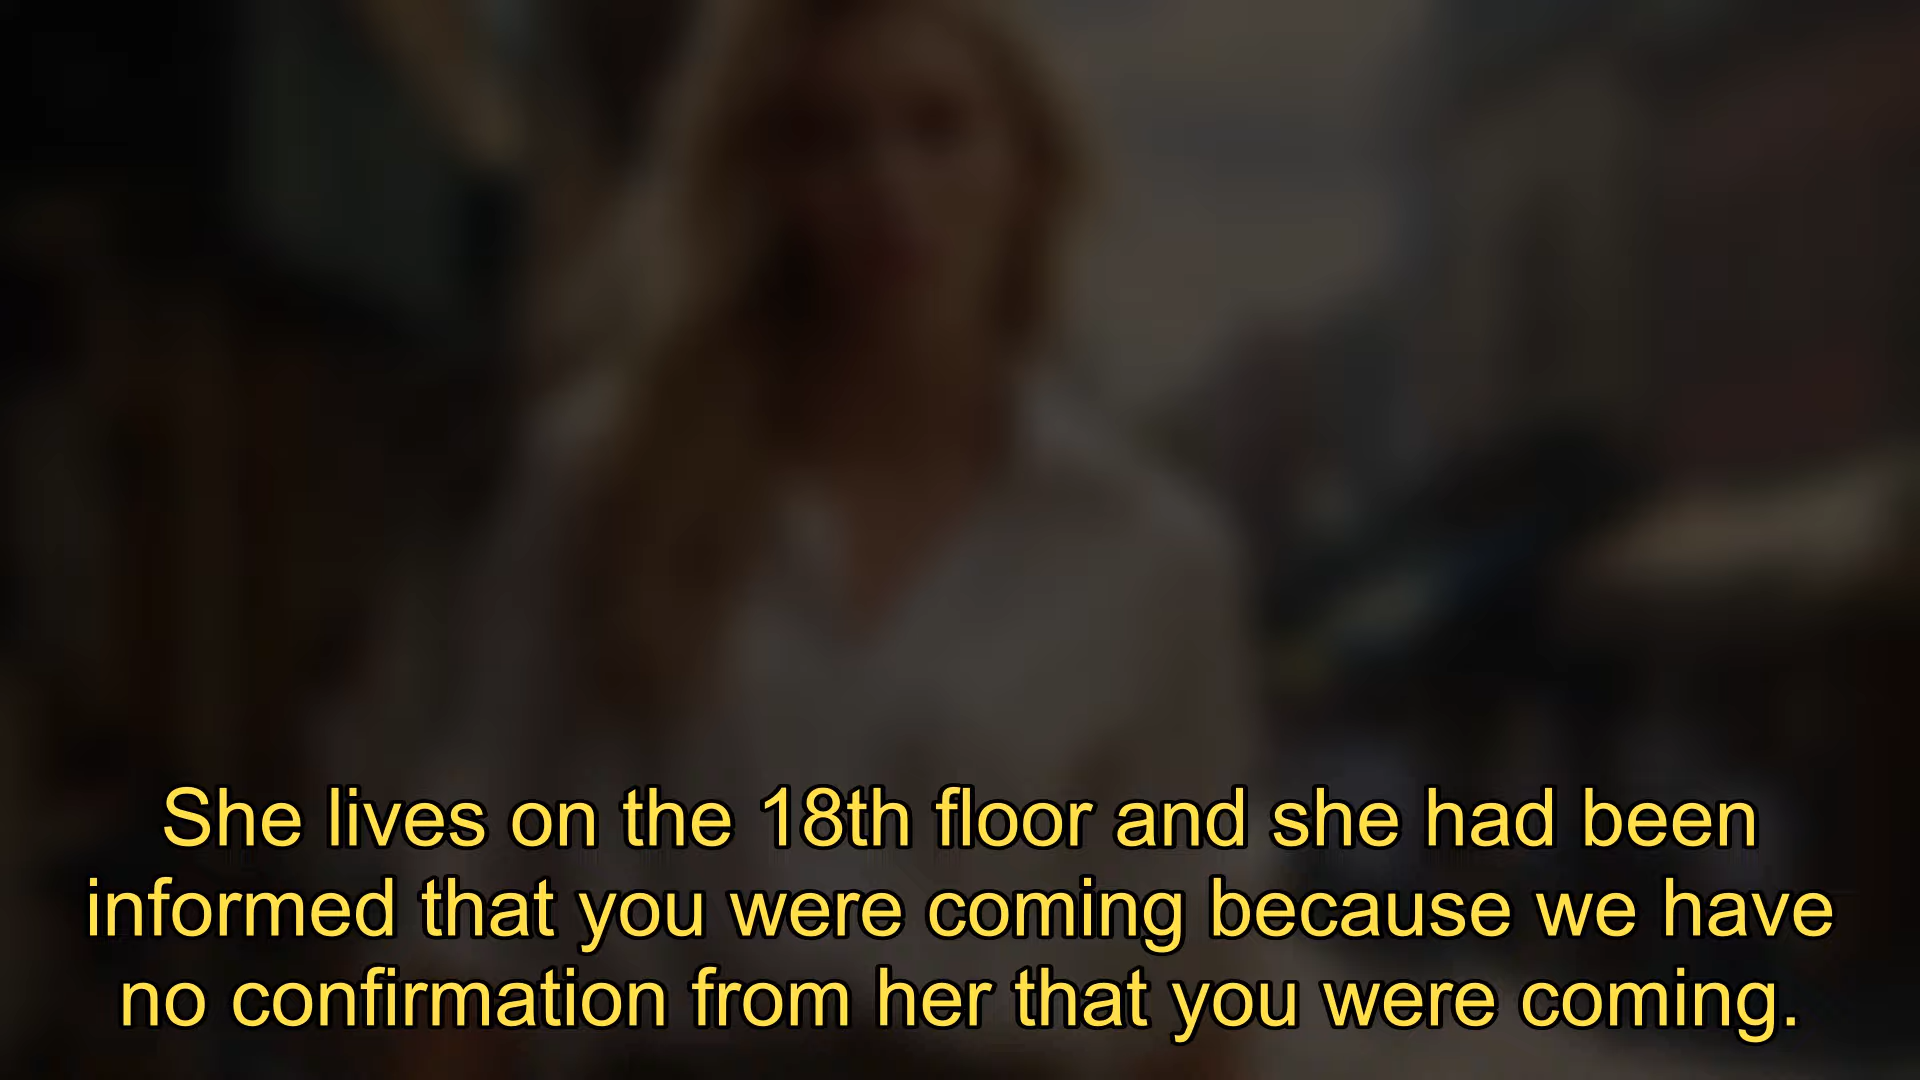 She lives on the 18th floor and she had been
informed that you were coming because we have
no confirmation from her that you were coming.